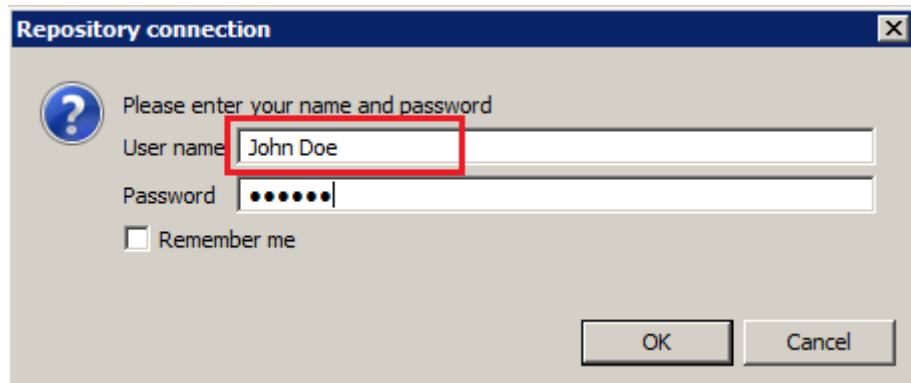 Repository connection
Please enter your name and password
User name John Doe
Password ●●●●●●
Remember me
OK Cancel